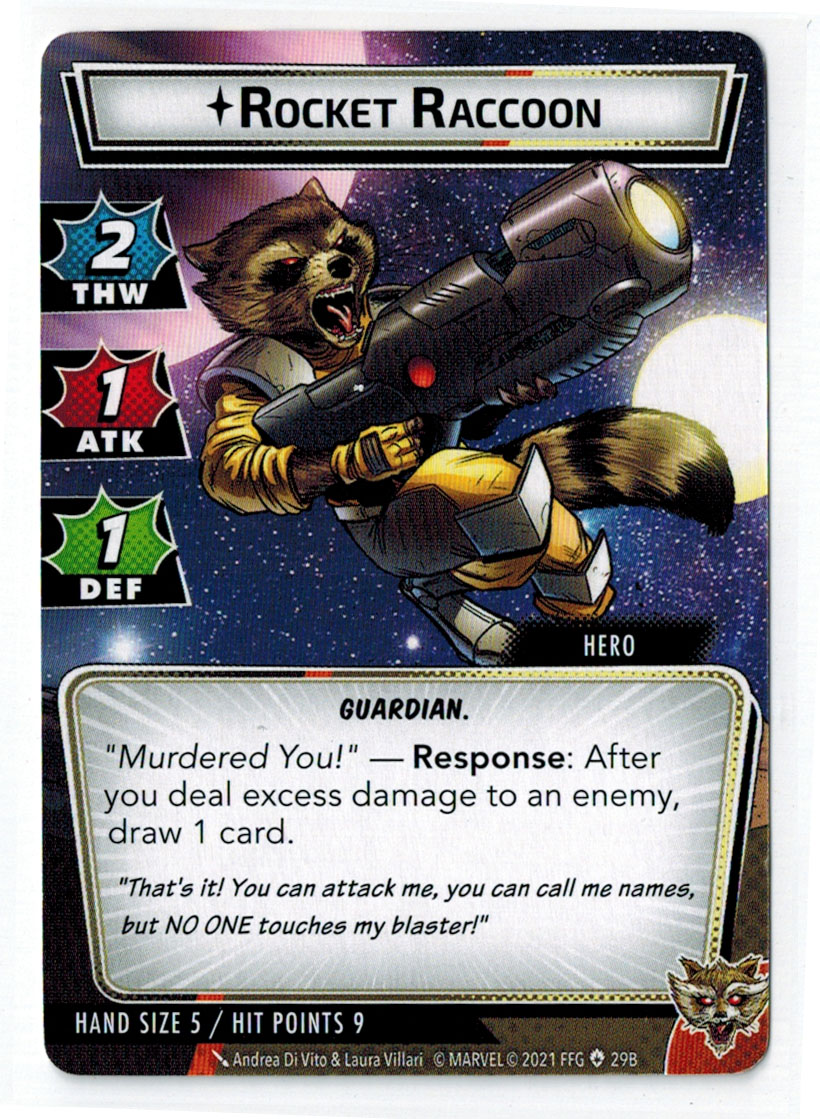 ROCKET RACCOON
2
THW
1
ATK
1
DEF
HERO
GUARDIAN.
"Murdered You!" — Response: After
you deal excess damage to an enemy,
draw 1 card.
"That's it! You can attack me, you can call me names,
but NO ONE touches my blaster!"
HAND SIZE 5 / HIT POINTS 9
Andrea Di Vito & Laura Villari © MARVEL © 2021 FFG 29B